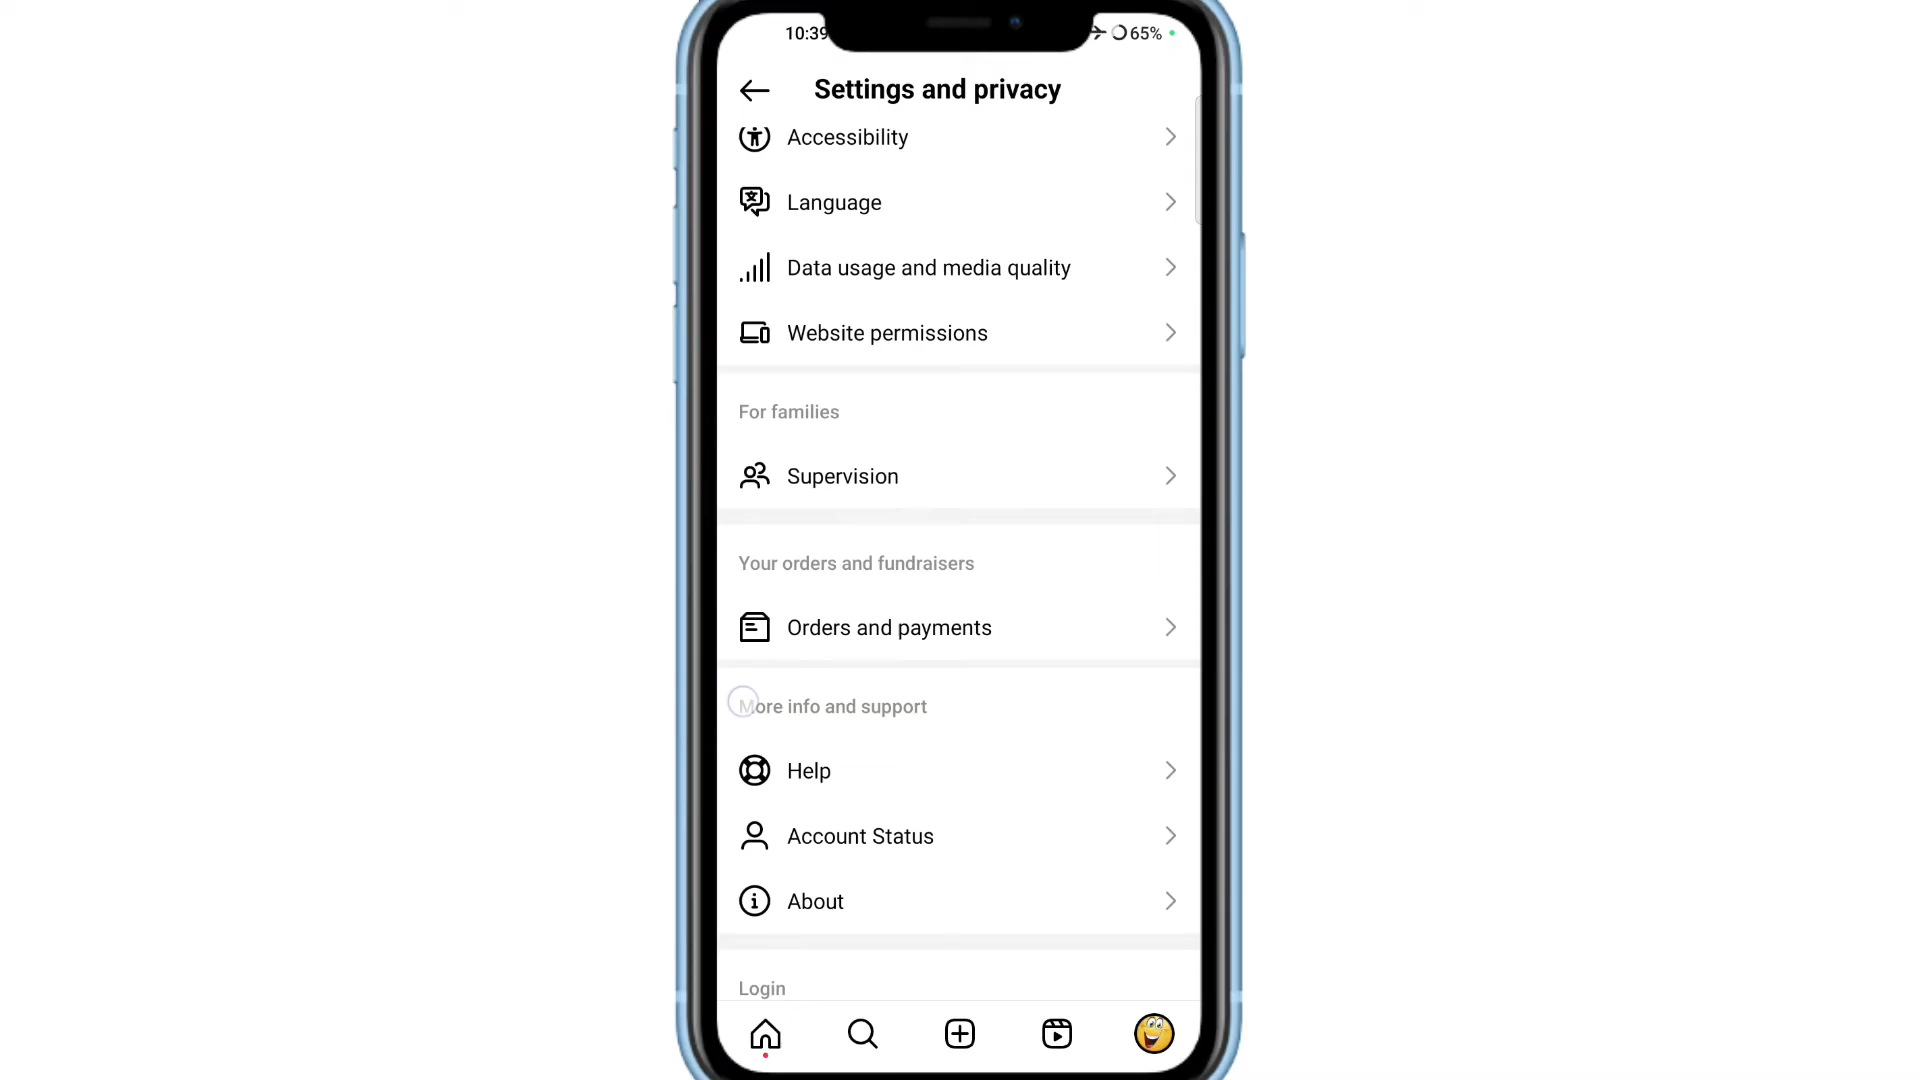 10:39 65%
Settings and privacy
Accessibility
Language
Data usage and media quality
Website permissions
For families
Supervision
Your orders and fundraisers
Orders and payments
More info and support
Help
Account Status
About
Login